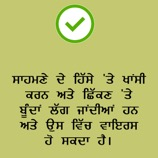 ਸਾਹਮਣੇ ਦੇ ਹਿੱਸੇ 'ਤੇ ਖਾਂਸੀ
ਕਰਨ ਅਤੇ ਛਿੱਕਣ 'ਤੇ
ਬੂੰਦਾਂ ਲੱਗ ਜਾਂਦੀਆਂ ਹਨ
ਅਤੇ ਉਸ ਵਿੱਚ ਵਾਇਰਸ
ਹੋ ਸਕਦਾ ਹੈ।